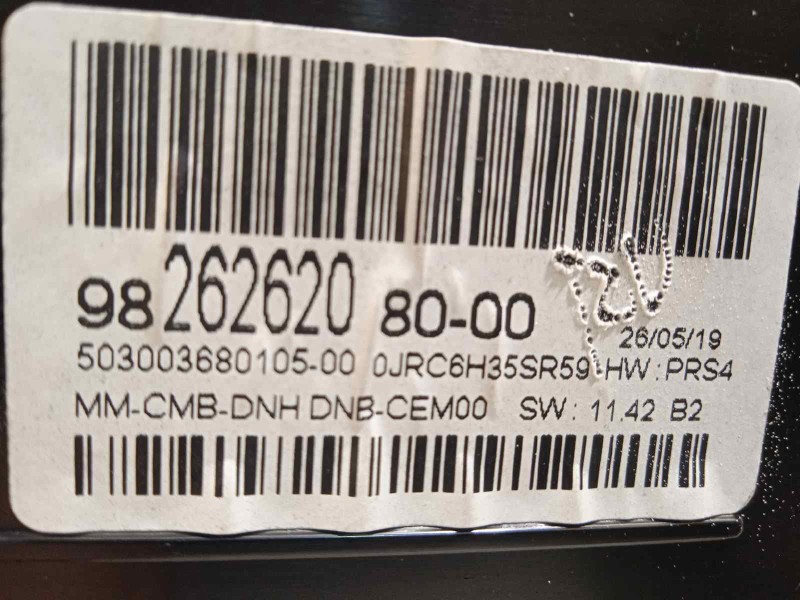 98 262620 80-00
26/05/19
503003680105-00 0JRC6H35SR59 HW: PRS4
MM-CMB-DNH DNB-CEM00 SW: 11.42 B2